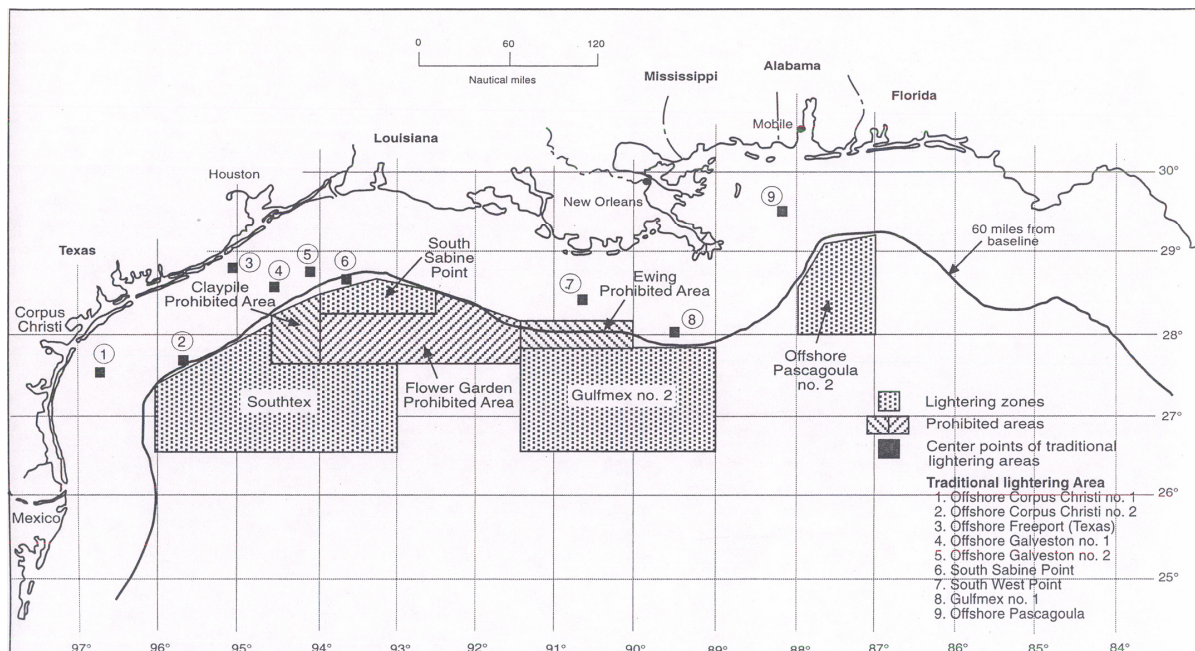 0 60 120
Nautical miles
Mississippi
Alabama
Florida
Mobile
Louisiana
Houston
New Orleans
Texas
Corpus
Christi
Mexico
South
Sabine
Point
Claypile
Prohibited Area
Ewing
Prohibited Area
60 miles from
baseline
Southtex
Flower Garden
Prohibited Area
Gulfmex no. 2
Offshore
Pascagoula
no. 2
1
2
3
4
5
6
7
8
9
30°
29°
28°
27°
26°
25°
Lightering zones
Prohibited areas
Center points of traditional
lightering areas
Traditional lightering Area
1. Offshore Corpus Christi no. 1
2. Offshore Corpus Christi no. 2
3. Offshore Freeport (Texas)
4. Offshore Galveston no. 1
5. Offshore Galveston no. 2
6. South Sabine Point
7. South West Point
8. Gulfmex no. 1
9. Offshore Pascagoula
97° 96° 95° 94° 93° 92° 91° 90° 89° 88° 87° 86° 85° 84°